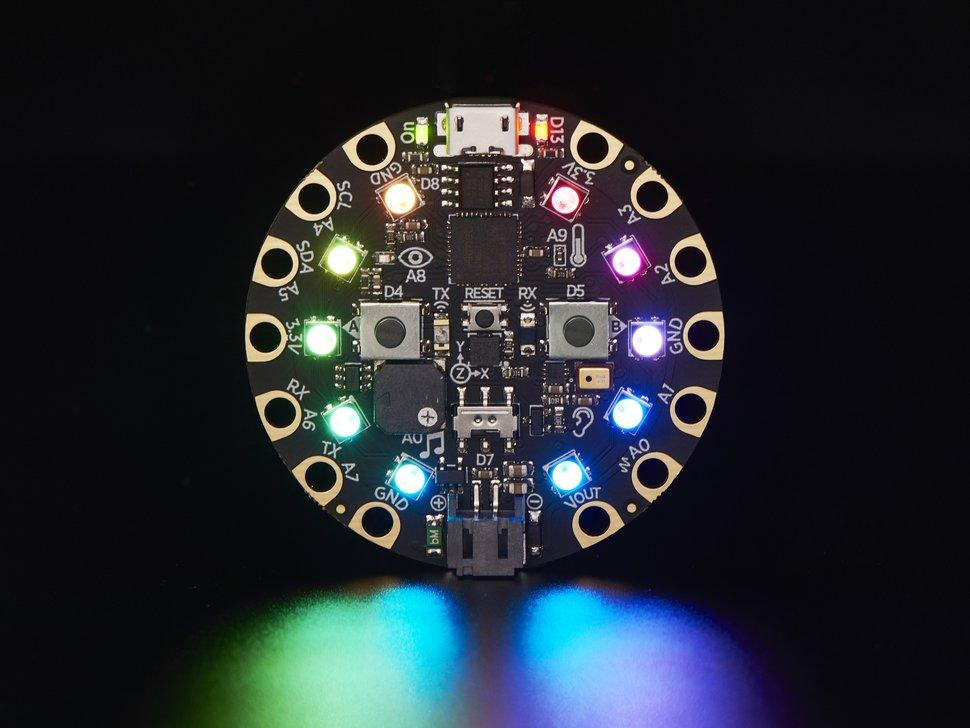 On
D13
GND
D8
3.3V
SCL
A4
A9
A3
SDA
A5
A8
A2
D4
TX
RESET
RX
D5
3.3V
A
B
GND
Y
Z
X
RX
A6
A1
TX
A7
A0
A0
D7
GND
VOUT
+
-